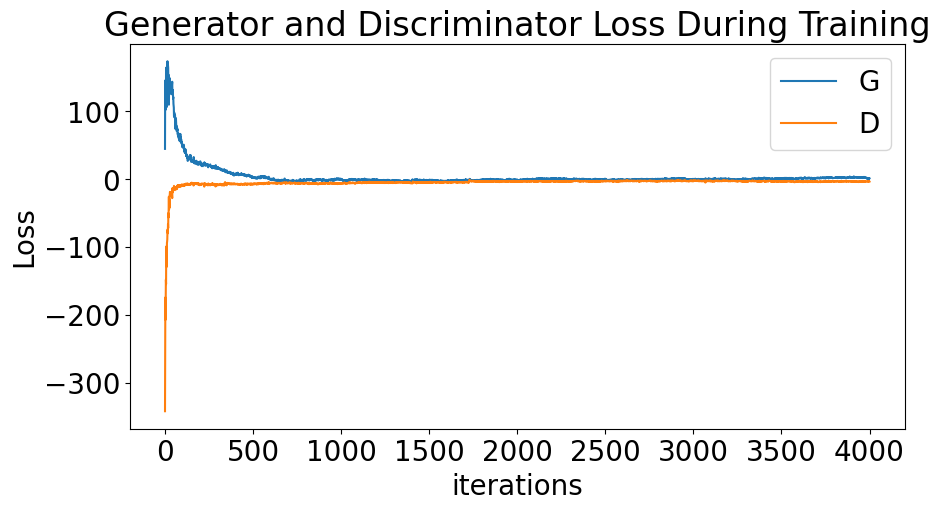 Generator and Discriminator Loss During Training
G
D
100
0
−100
−200
−300
Loss
0 500 1000 1500 2000 2500 3000 3500 4000
iterations